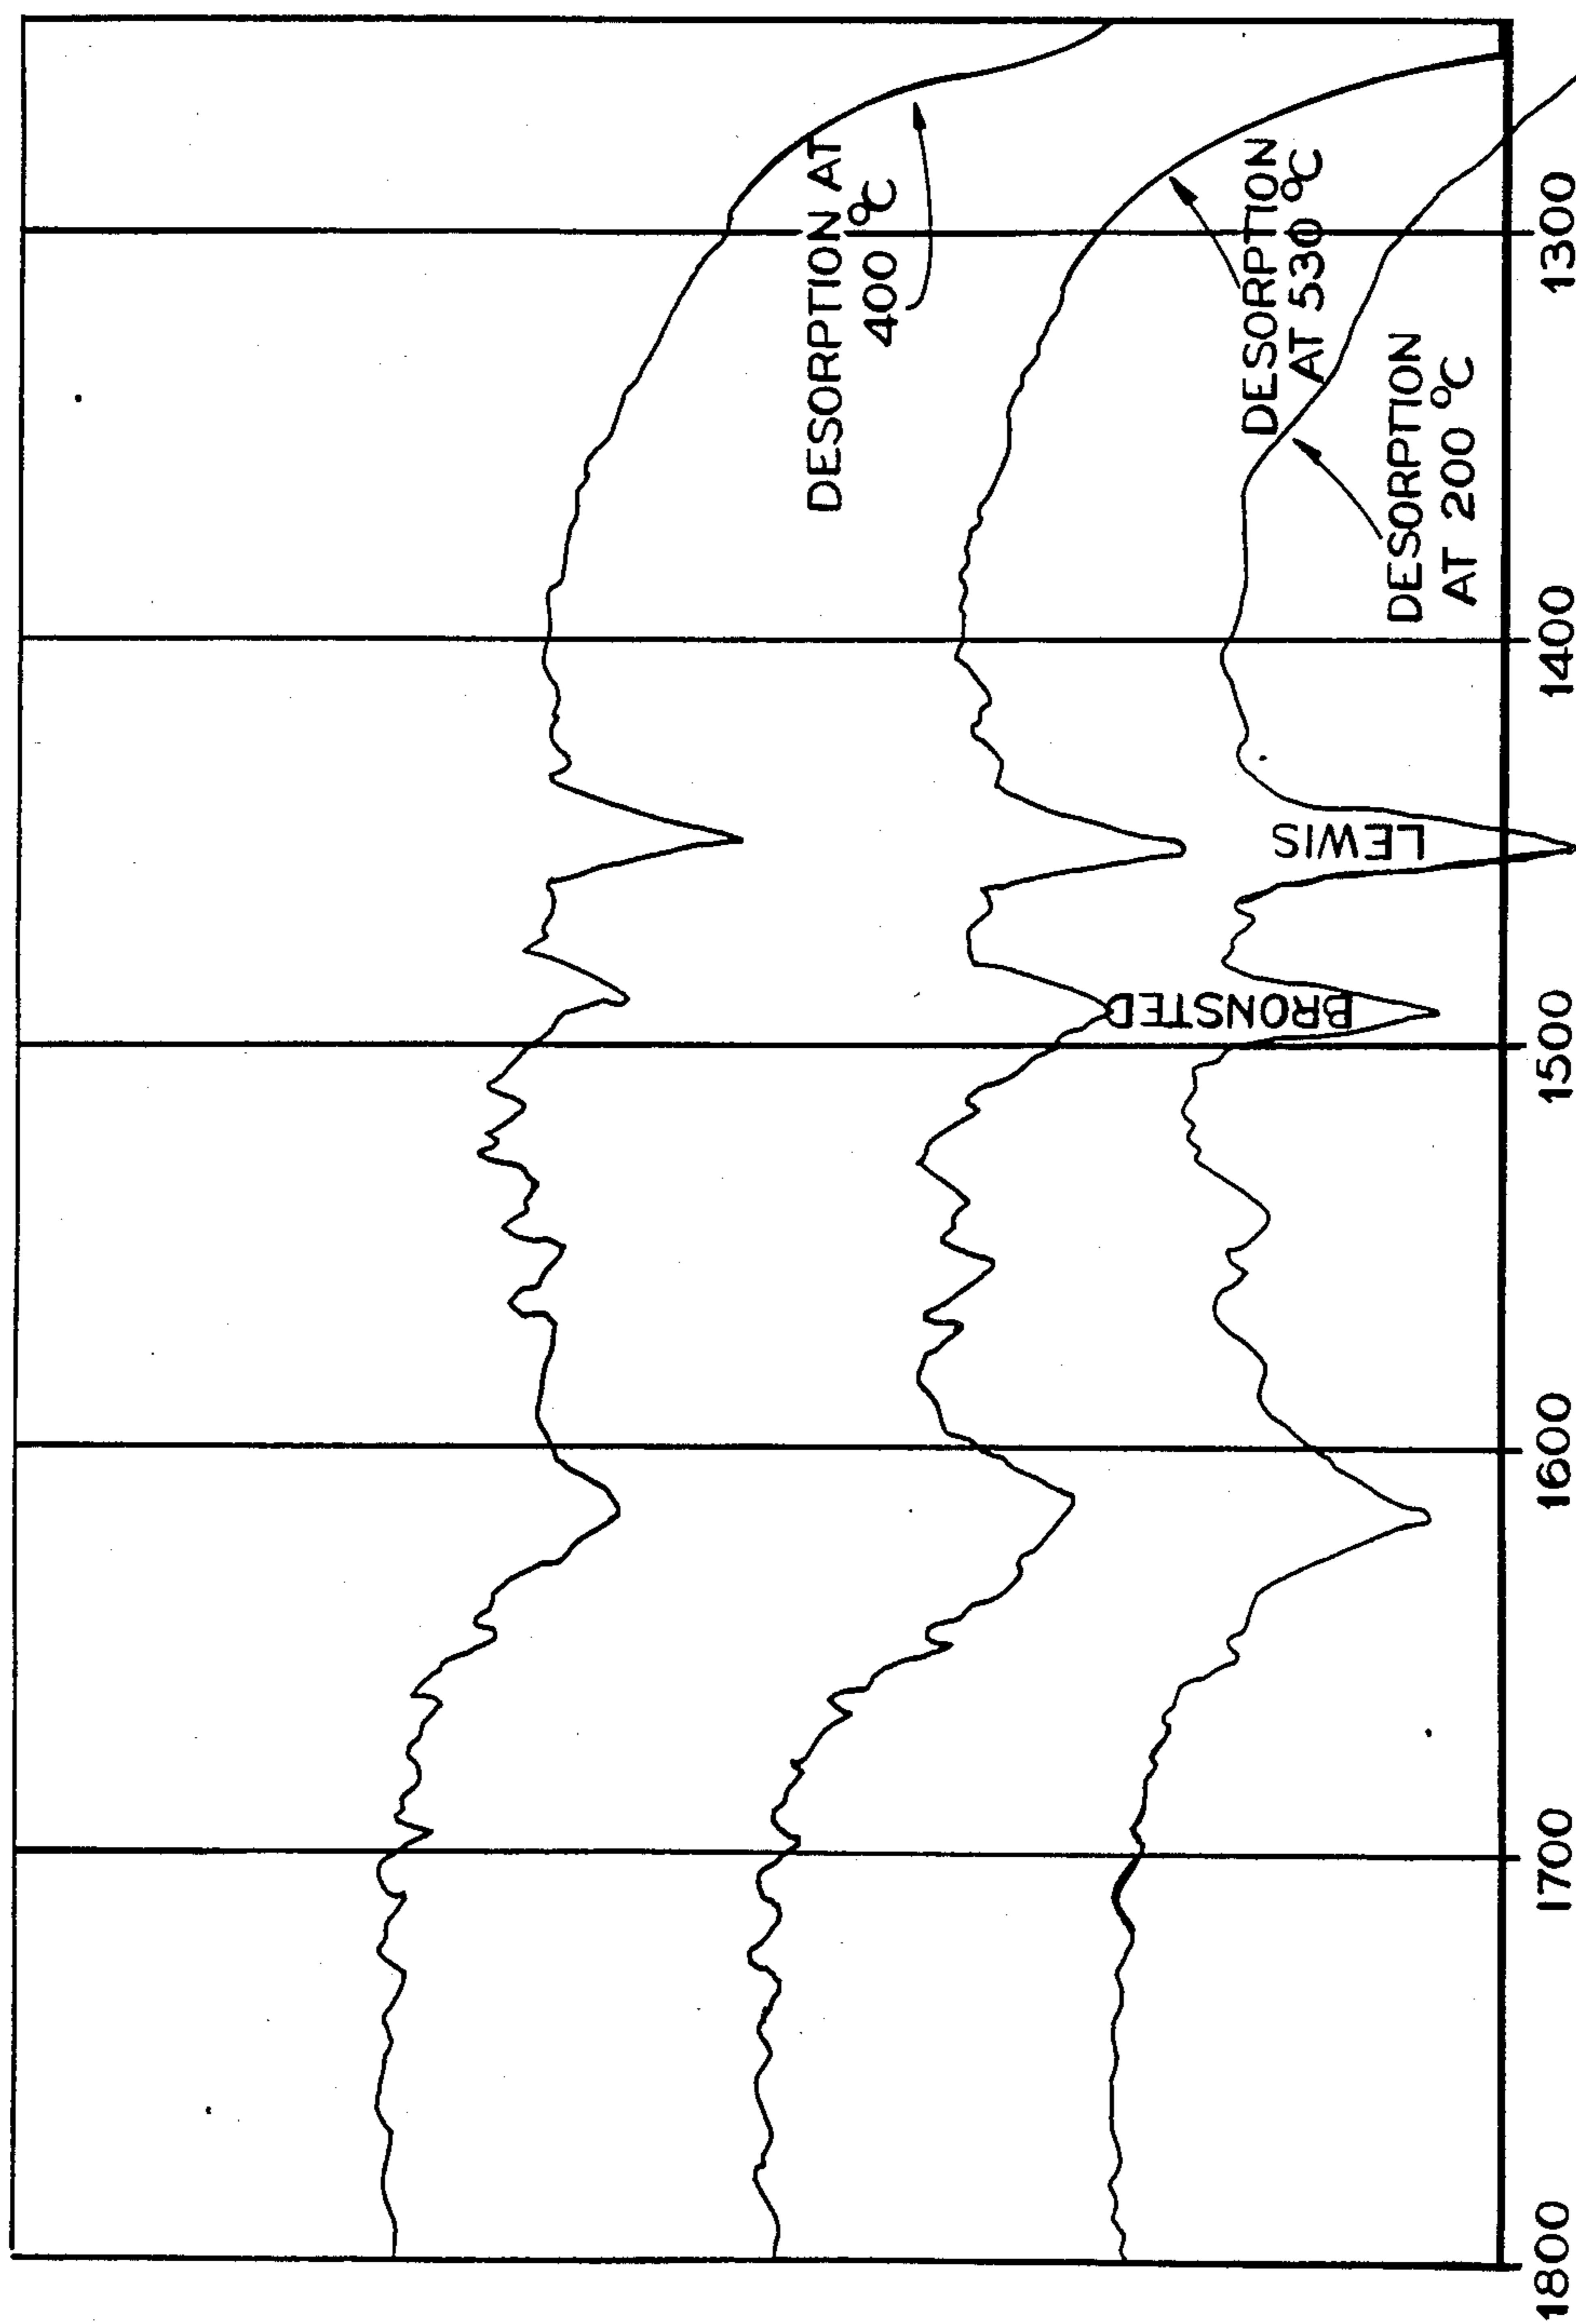 DESORPTION AT
400 °C
DESORPTION
AT 530 °C
DESORPTION
AT 200 °C
LEWIS
BRONSTED
1800
1700
1600
1500
1400
1300